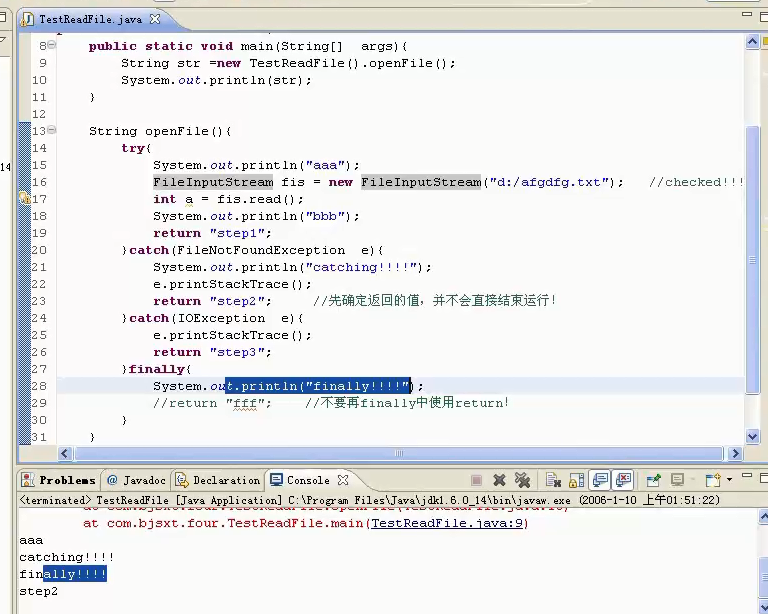 TestReadFile.java
8 public static void main(String[] args){
9 String str =new TestReadFile().openFile();
10 System.out.println(str);
11 }
12
13 String openFile(){
14 try{
15 System.out.println("aaa");
16 FileInputStream fis = new FileInputStream("d:/afgdfg.txt"); //checked!!!
17 int a = fis.read();
18 System.out.println("bbb");
19 return "step1";
20 }catch(FileNotFoundException e){
21 System.out.println("catching!!!!");
22 e.printStackTrace();
23 return "step2"; //先确定返回的值，并不会直接结束运行!
24 }catch(IOException e){
25 e.printStackTrace();
26 return "step3";
27 }finally{
28 System.out.println("finally!!!!");
29 //return "fff"; //不要再finally中使用return!
30 }
31 }
14
Problems @ Javadoc Declaration Console
<terminated> TestReadFile [Java Application] C:\Program Files\Java\jdk1.6.0_14\bin\javaw.exe (2006-1-10 上午01:51:22)
at com.bjsxt.four.TestReadFile.main(TestReadFile.java:9)
aaa
catching!!!!
finally!!!!
step2